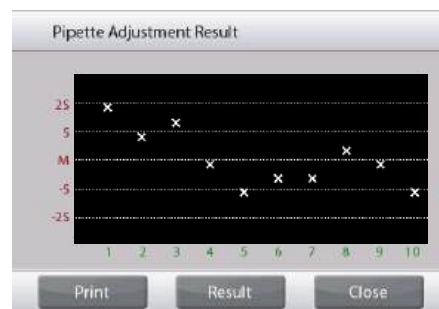 Pipette Adjustment Result
2S
S
M
-S
-2S
1 2 3 4 5 6 7 8 9 10
Print Result Close